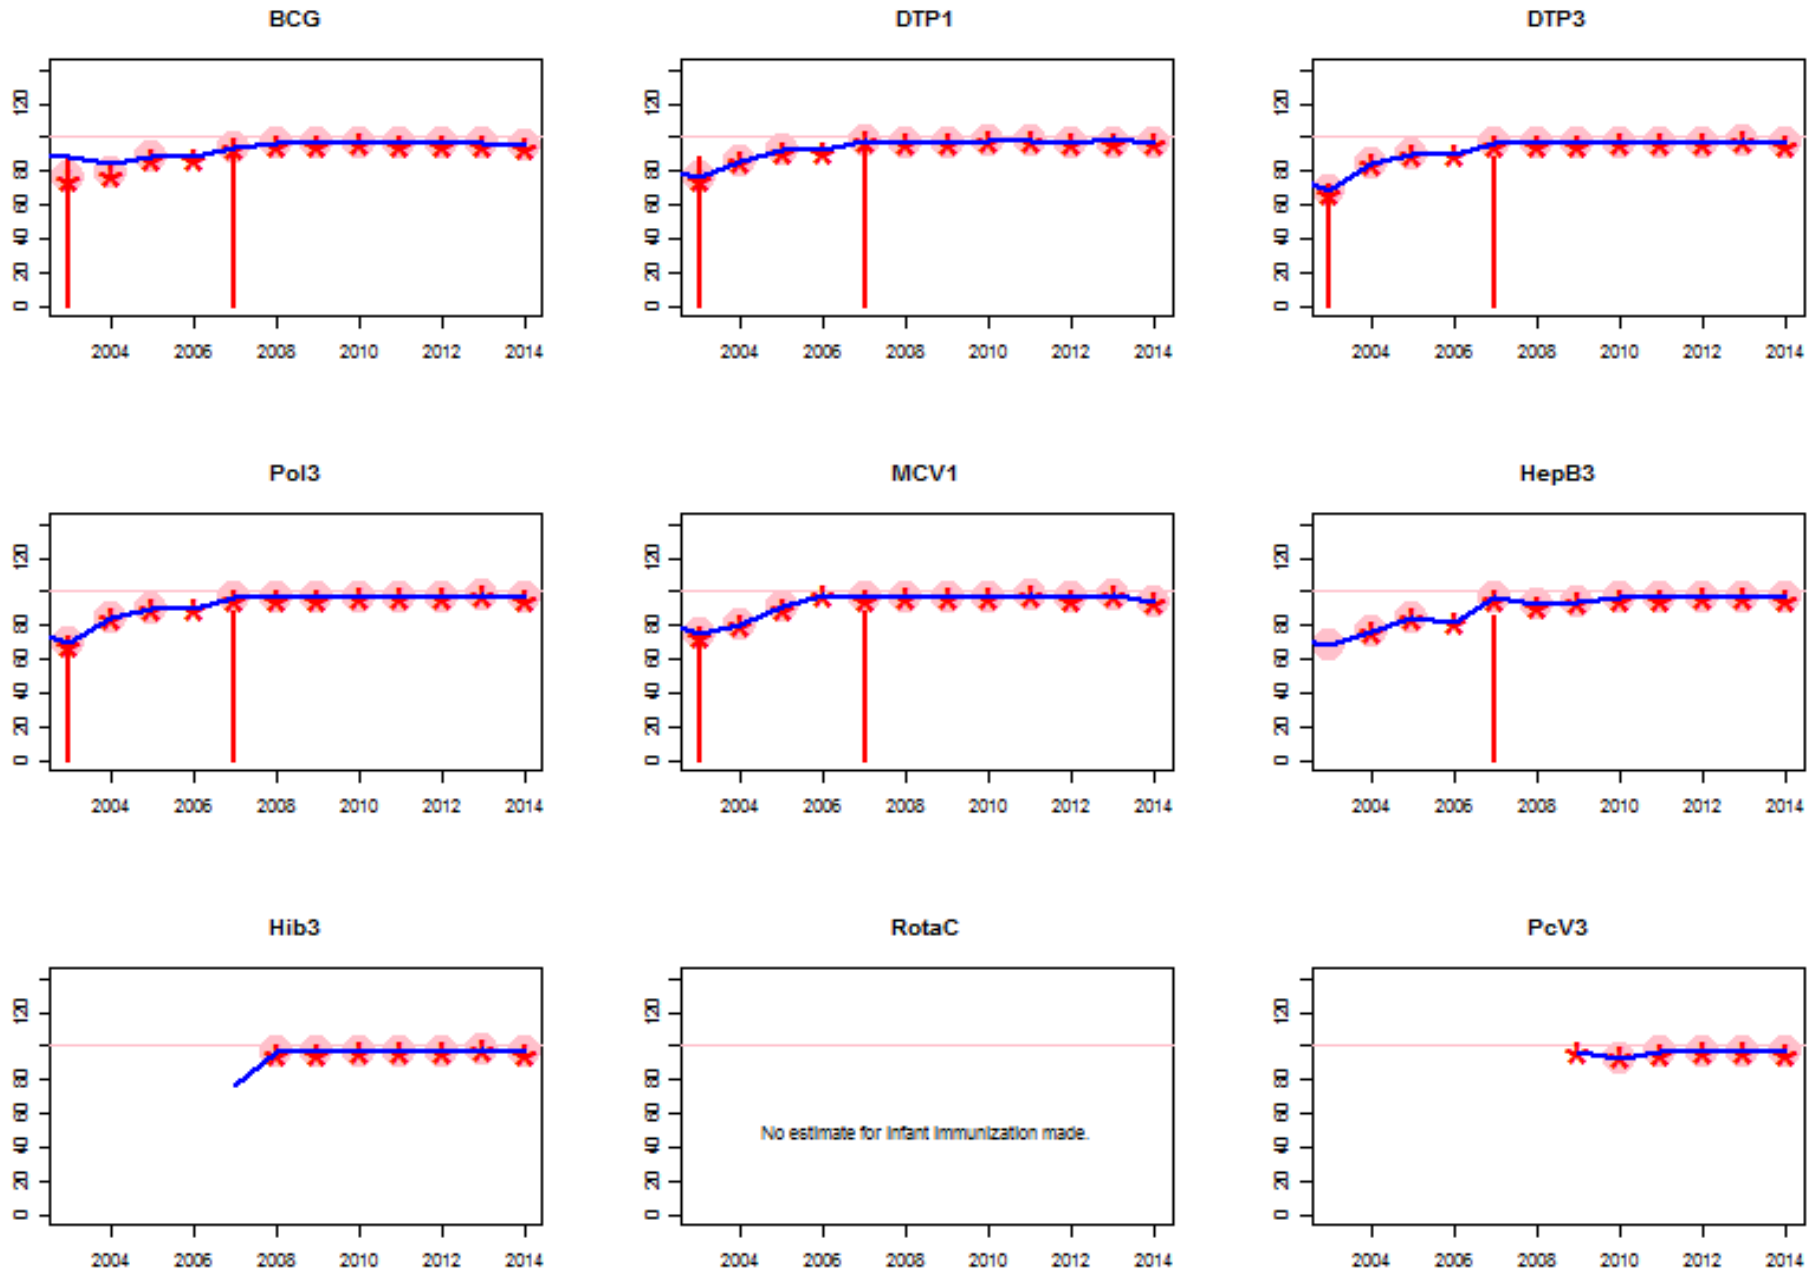 BCG
DTP1
DTP3
0 20 40 60 80 120
0 20 40 60 80 120
0 20 40 60 80 120
2004 2006 2008 2010 2012 2014
2004 2006 2008 2010 2012 2014
2004 2006 2008 2010 2012 2014
Pol3
MCV1
HepB3
0 20 40 60 80 120
0 20 40 60 80 120
0 20 40 60 80 120
2004 2006 2008 2010 2012 2014
2004 2006 2008 2010 2012 2014
2004 2006 2008 2010 2012 2014
Hib3
RotaC
PcV3
0 20 40 60 80 120
0 20 40 60 80 120
No estimate for infant immunization made.
0 20 40 60 80 120
2004 2006 2008 2010 2012 2014
2004 2006 2008 2010 2012 2014
2004 2006 2008 2010 2012 2014